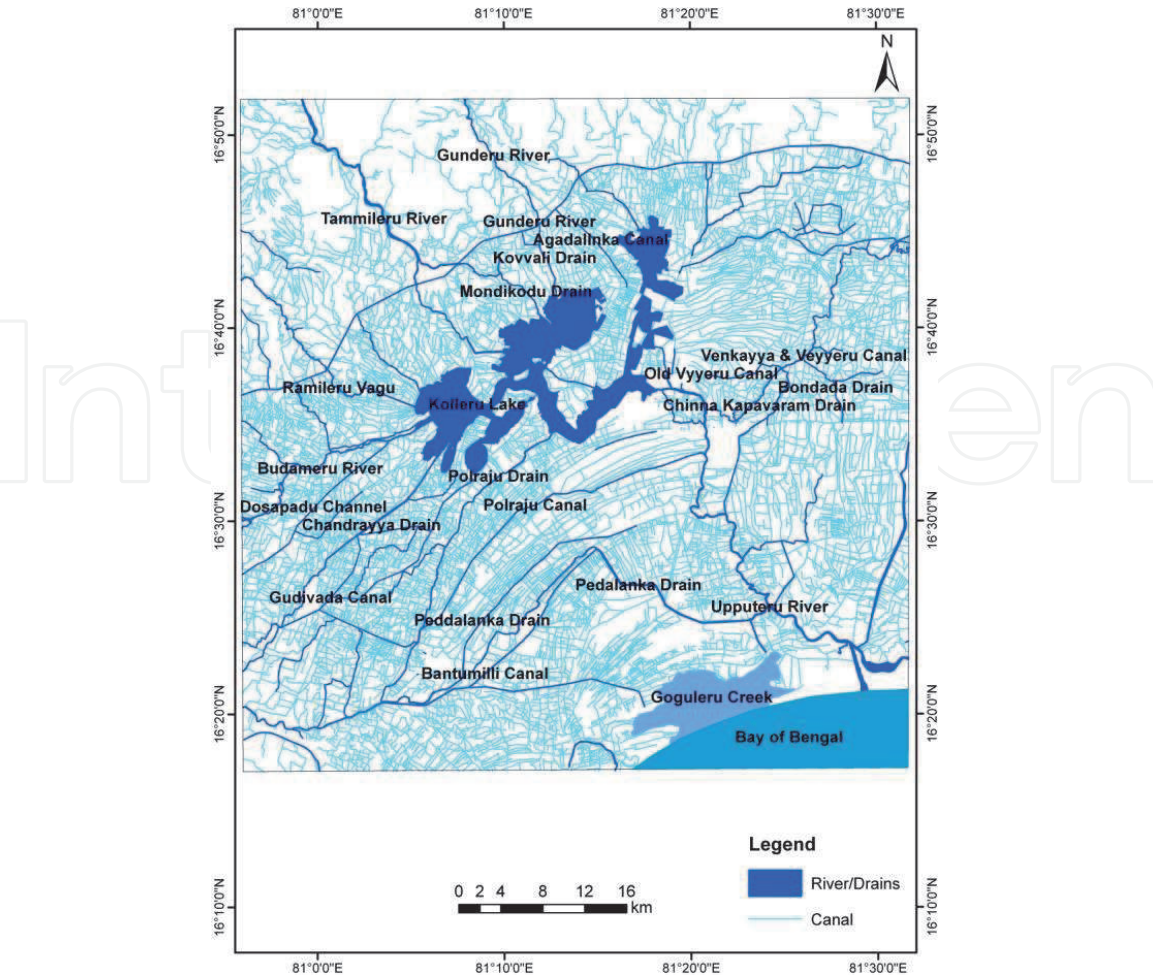 81°0'0"E
81°10'0"E
81°20'0"E
81°30'0"E
N
16°50'0"N
16°50'0"N
Gunderu River
Tammileru River
Gunderu River
Agadalinka Canal
Kovvali Drain
Mondikodu Drain
16°40'0"N
16°40'0"N
Venkayya & Veyyeru Canal
Old Vyyeru Canal
Ramileru Vagu
Bondada Drain
Kolleru Lake
Chinna Kapavaram Drain
Inten
Budameru River
Polraju Drain
Dosapadu Channel
Polraju Canal
Chandrayya Drain
16°30'0"N
16°30'0"N
Pedalanka Drain
Gudivada Canal
Upputeru River
Peddalanka Drain
Bantumilli Canal
Goguleru Creek
16°20'0"N
16°20'0"N
Bay of Bengal
Legend
River/Drains
0 2 4 8 12 16
km
Canal
16°10'0"N
16°10'0"N
81°0'0"E
81°10'0"E
81°20'0"E
81°30'0"E